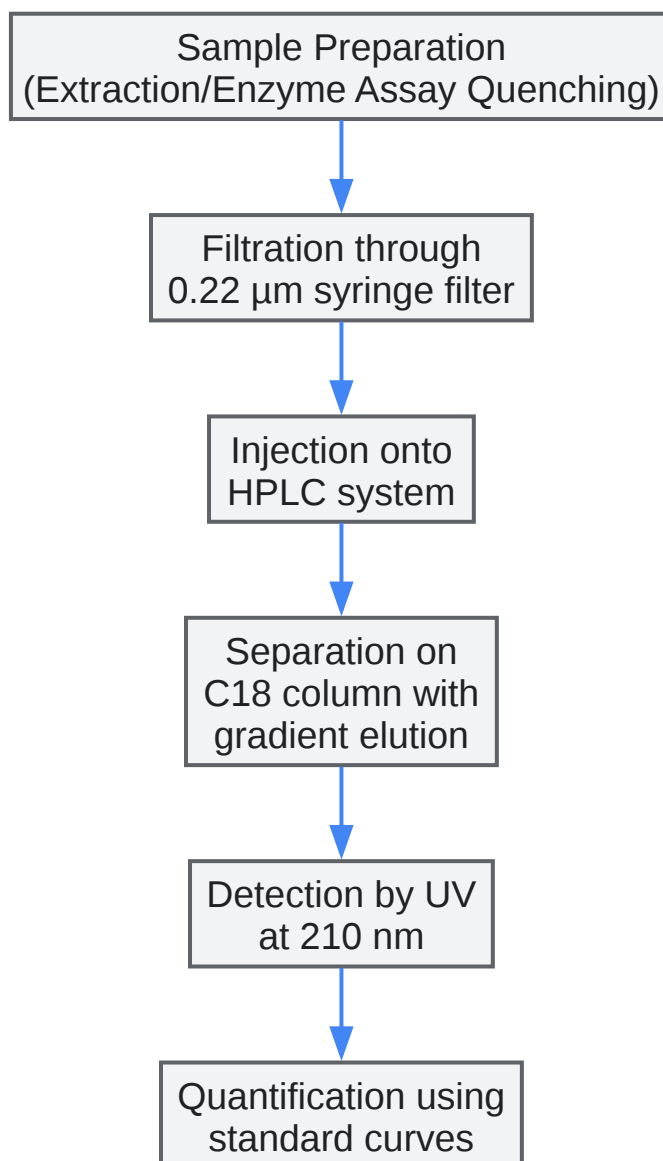 Sample Preparation
(Extraction/Enzyme Assay Quenching)
Filtration through
0.22 µm syringe filter
Injection onto
HPLC system
Separation on
C18 column with
gradient elution
Detection by UV
at 210 nm
Quantification using
standard curves